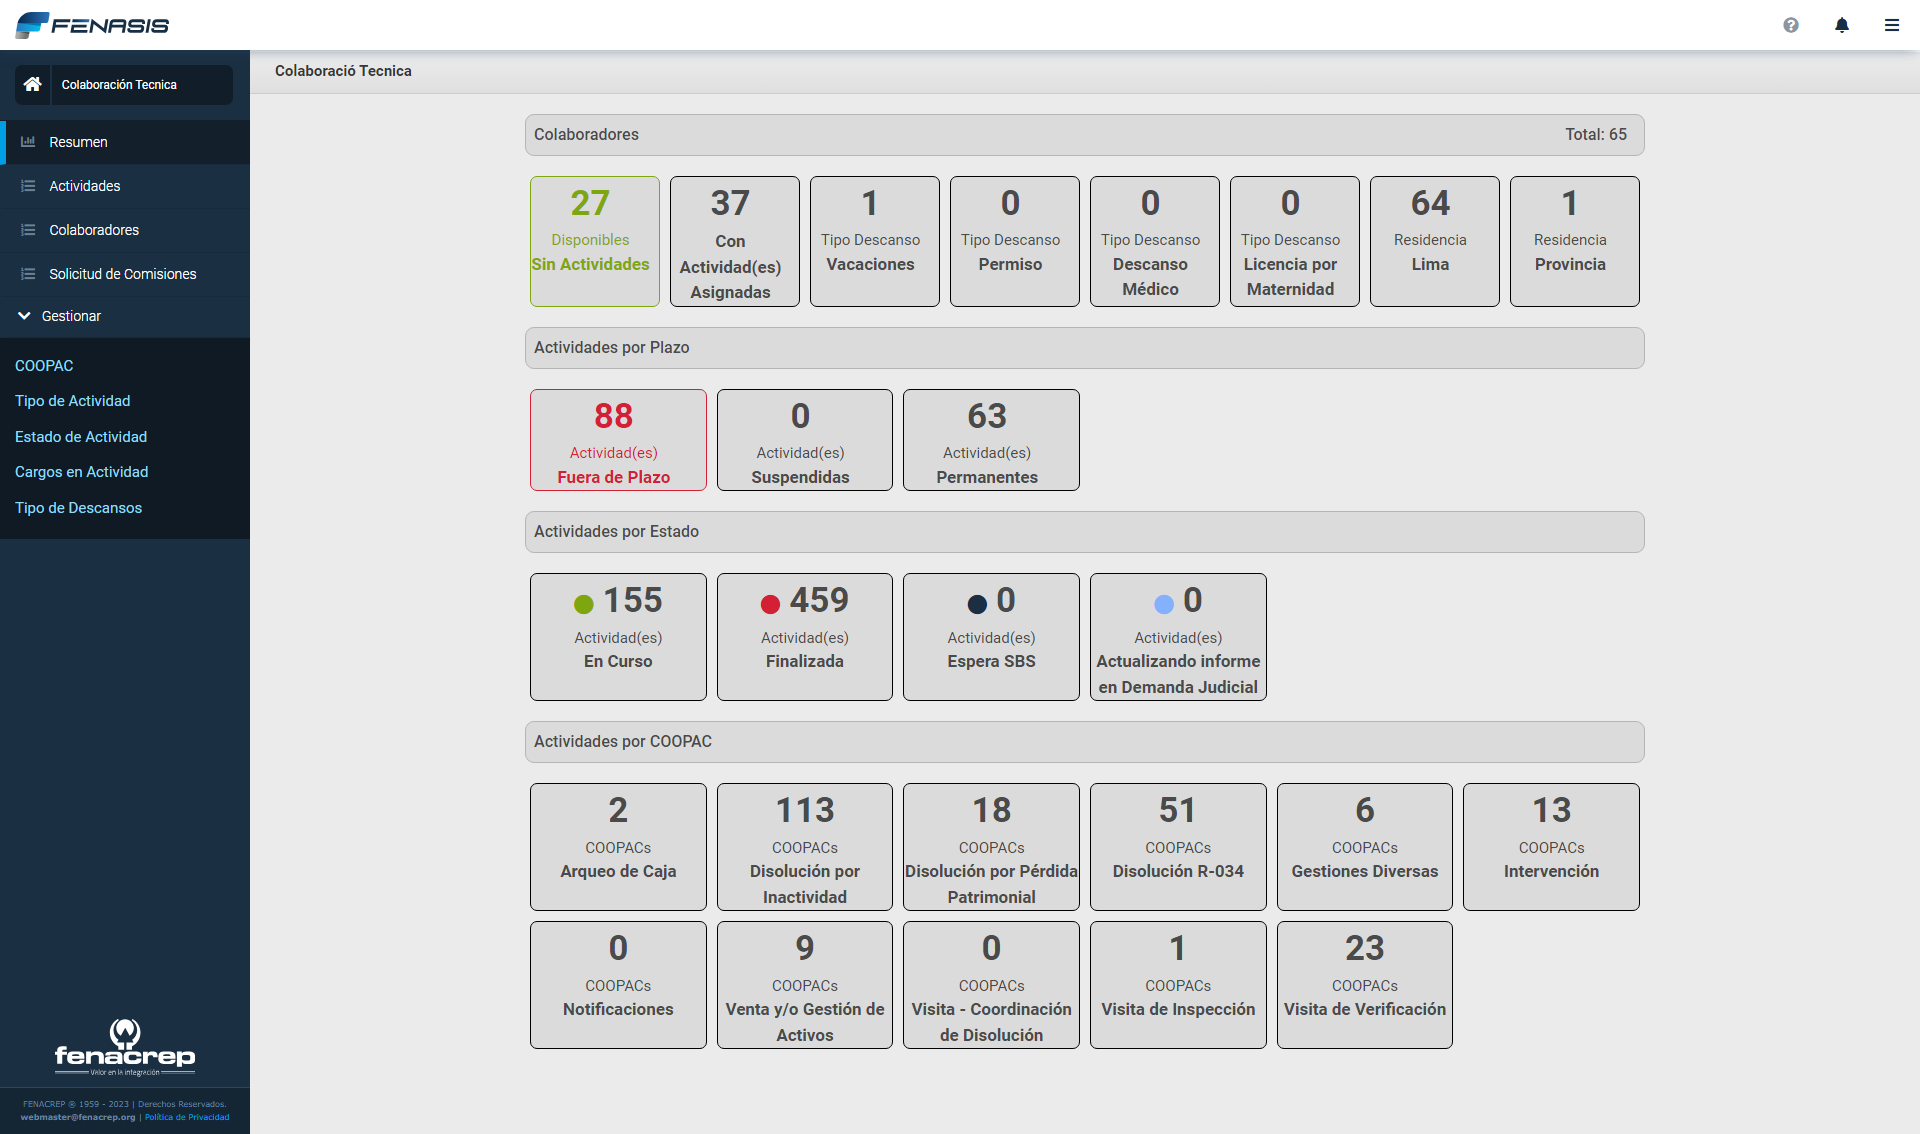 FENASIS
Colaboración Tecnica
Resumen
Actividades
Colaboradores
Solicitud de Comisiones
Gestionar
COOPAC
Tipo de Actividad
Estado de Actividad
Cargos en Actividad
Tipo de Descansos
fenacrep
Valor en la integración
FENACREP ® 1959 - 2023 | Derechos Reservados.
webmaster@fenacrep.org | Política de Privacidad
Colaboració Tecnica
Colaboradores Total: 65
27
Disponibles
Sin Actividades
37
Con
Actividad(es)
Asignadas
1
Tipo Descanso
Vacaciones
0
Tipo Descanso
Permiso
0
Tipo Descanso
Descanso
Médico
0
Tipo Descanso
Licencia por
Maternidad
64
Residencia
Lima
1
Residencia
Provincia
Actividades por Plazo
88
Actividad(es)
Fuera de Plazo
0
Actividad(es)
Suspendidas
63
Actividad(es)
Permanentes
Actividades por Estado
155
Actividad(es)
En Curso
459
Actividad(es)
Finalizada
0
Actividad(es)
Espera SBS
0
Actividad(es)
Actualizando informe
en Demanda Judicial
Actividades por COOPAC
2
COOPACs
Arqueo de Caja
113
COOPACs
Disolución por
Inactividad
18
COOPACs
Disolución por Pérdida
Patrimonial
51
COOPACs
Disolución R-034
6
COOPACs
Gestiones Diversas
13
COOPACs
Intervención
0
COOPACs
Notificaciones
9
COOPACs
Venta y/o Gestión de
Activos
0
COOPACs
Visita - Coordinación
de Disolución
1
COOPACs
Visita de Inspección
23
COOPACs
Visita de Verificación